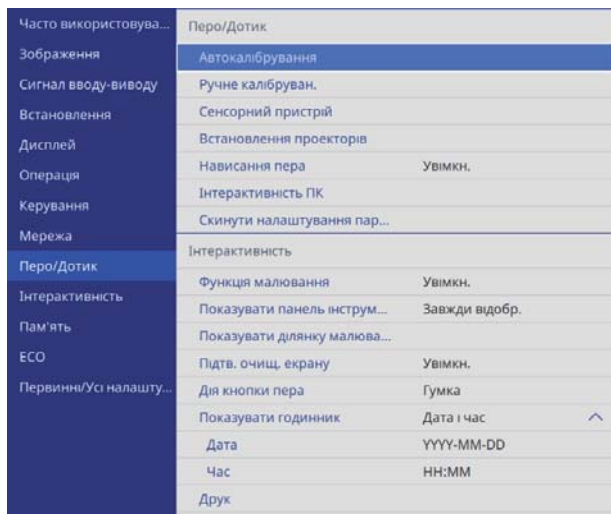 Часто використовува...
Зображення
Сигнал вводу-виводу
Встановлення
Дисплей
Операція
Керування
Мережа
Перо/Дотик
Інтерактивність
Пам'ять
ECO
Первинні/Усі налашту...
Перо/Дотик
Автокалібрування
Ручне калібруван.
Сенсорний пристрій
Встановлення проекторів
Нависання пера Увімкн.
Інтерактивність ПК
Скинути налаштування пар...
Інтерактивність
Функція малювання Увімкн.
Показувати панель інструм... Завжди відобр.
Показувати ділянку малюва...
Підтв. очищ. екрану Увімкн.
Дія кнопки пера Гумка
Показувати годинник Дата і час
Дата YYYY-MM-DD
Час HH:MM
Друк